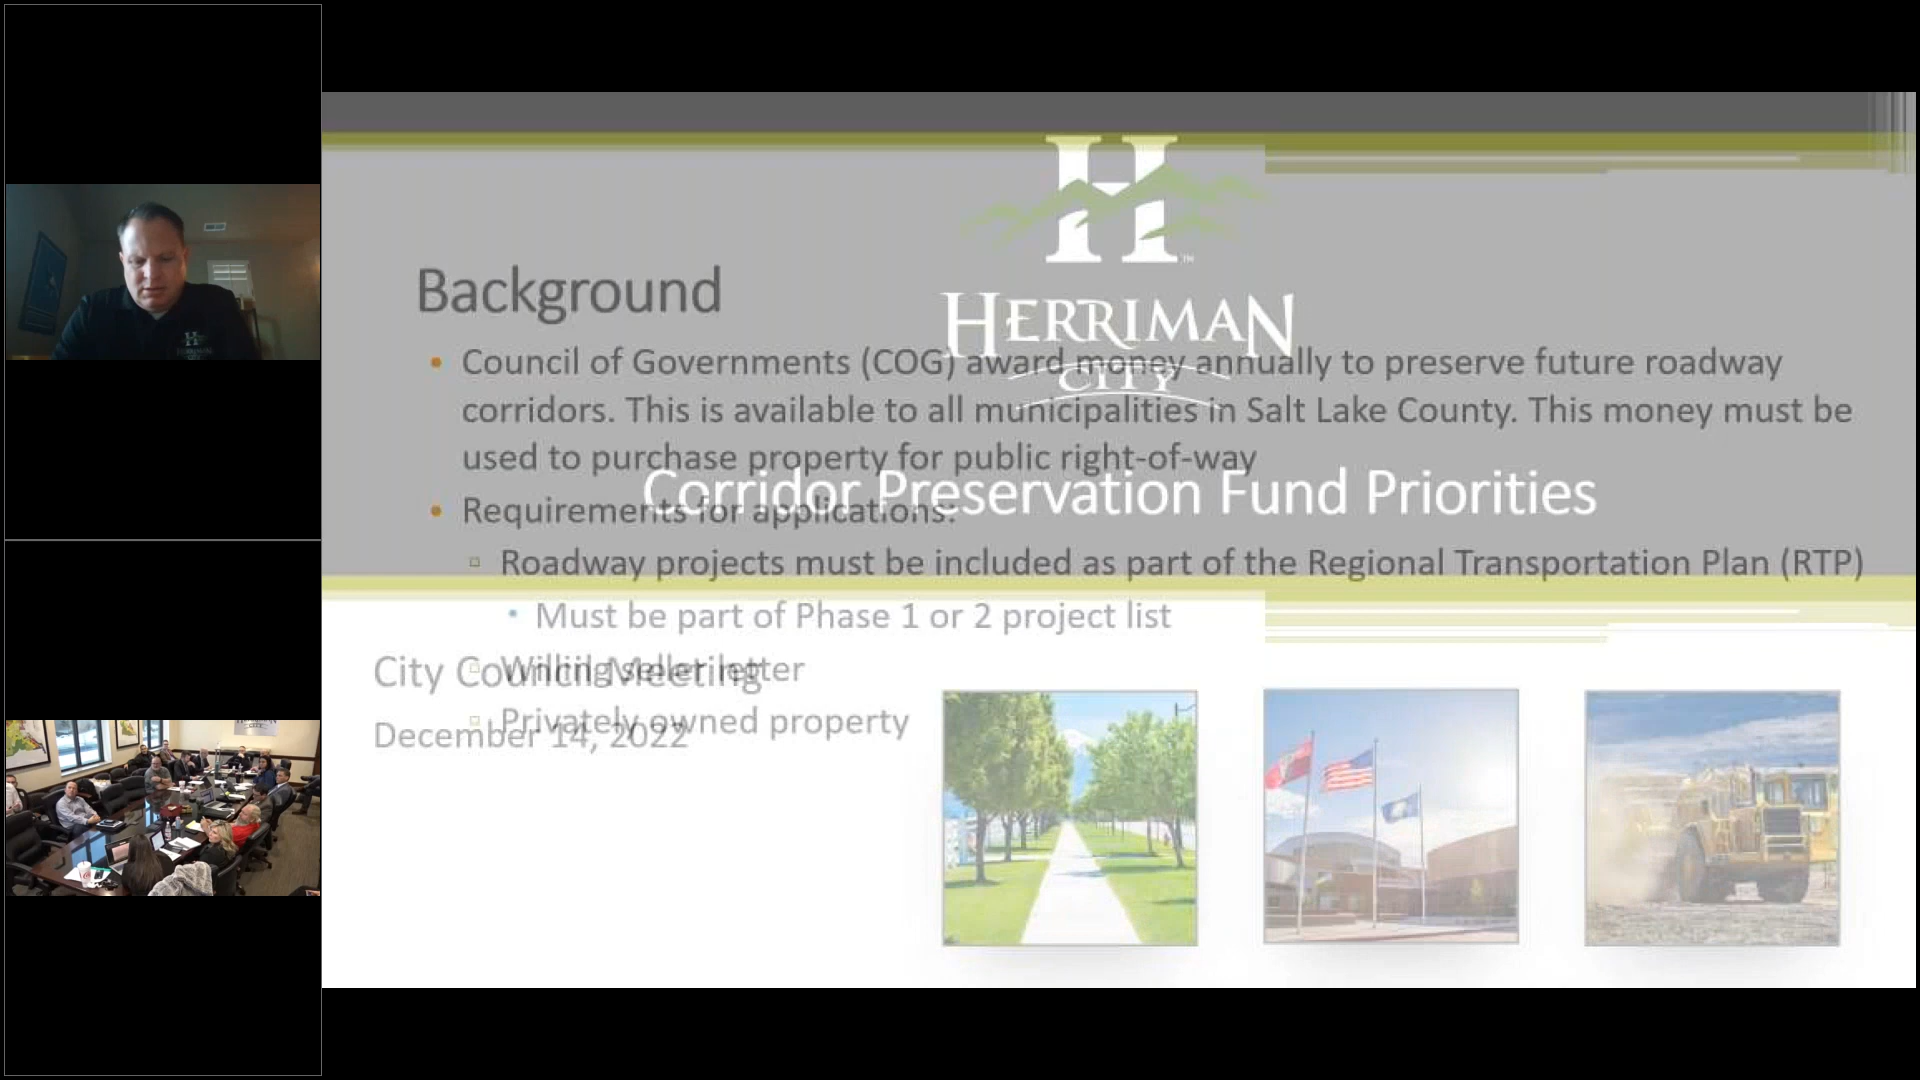 H
™
HERRIMAN
CITY
Corridor Preservation Fund Priorities
City Council Meeting
December 14, 2022
Background
• Council of Governments (COG) award money annually to preserve future roadway
corridors. This is available to all municipalities in Salt Lake County. This money must be
used to purchase property for public right-of-way
• Requirements for applications:
Roadway projects must be included as part of the Regional Transportation Plan (RTP)
• Must be part of Phase 1 or 2 project list
Willing seller letter
Privately owned property
H
HERRIMAN